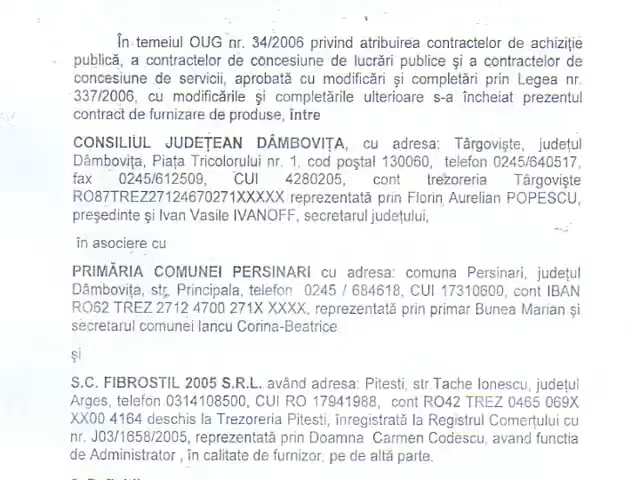 În temeiul OUG nr. 34/2006 privind atribuirea contractelor de achiziţie
publică, a contractelor de concesiune de lucrări publice şi a contractelor de
concesiune de servicii, aprobată cu modificări şi completări prin Legea nr.
337/2006, cu modificările şi completările ulterioare s-a încheiat prezentul
contract de furnizare de produse, între
CONSILIUL JUDEŢEAN DÂMBOVIŢA, cu adresa: Târgovişte, judeţul
Dâmboviţa, Piaţa Tricolorului nr. 1, cod poştal 130060, telefon 0245/640517,
fax 0245/612509, CUI 4280205, cont trezoreria Târgovişte
RO87TREZ27124670271XXXXX reprezentată prin Florin Aurelian POPESCU,
preşedinte şi Ivan Vasile IVANOFF, secretarul judeţului,
în asociere cu
PRIMĂRIA COMUNEI PERSINARI cu adresa: comuna Persinari, judeţul
Dâmboviţa, str. Principala, telefon 0245 / 684618, CUI 17310600, cont IBAN
RO62 TREZ 2712 4700 271X XXXX, reprezentată prin primar Bunea Marian şi
secretarul comunei Iancu Corina-Beatrice
şi
S.C. FIBROSTIL 2005 S.R.L. având adresa: Pitesti, str.Tache Ionescu, judeţul
Arges, telefon 0314108500, CUI RO 17941988, cont RO42 TREZ 0465 069X
XX00 4164 deschis la Trezoreria Pitesti, înregistrată la Registrul Comerţului cu
nr. J03/1658/2005, reprezentată prin Doamna Carmen Codescu, avand functia
de Administrator , în calitate de furnizor, pe de altă parte.